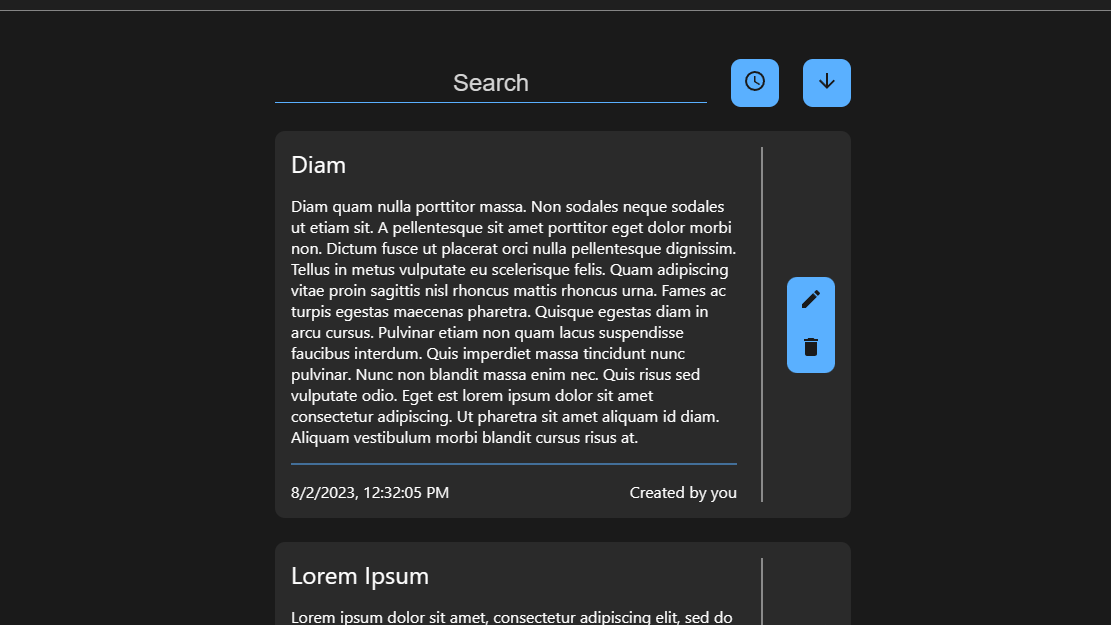 Search
Diam
Diam quam nulla porttitor massa. Non sodales neque sodales
ut etiam sit. A pellentesque sit amet porttitor eget dolor morbi
non. Dictum fusce ut placerat orci nulla pellentesque dignissim.
Tellus in metus vulputate eu scelerisque felis. Quam adipiscing
vitae proin sagittis nisl rhoncus mattis rhoncus urna. Fames ac
turpis egestas maecenas pharetra. Quisque egestas diam in
arcu cursus. Pulvinar etiam non quam lacus suspendisse
faucibus interdum. Quis imperdiet massa tincidunt nunc
pulvinar. Nunc non blandit massa enim nec. Quis risus sed
vulputate odio. Eget est lorem ipsum dolor sit amet
consectetur adipiscing. Ut pharetra sit amet aliquam id diam.
Aliquam vestibulum morbi blandit cursus risus at.
8/2/2023, 12:32:05 PM Created by you
Lorem Ipsum
Lorem ipsum dolor sit amet, consectetur adipiscing elit, sed do